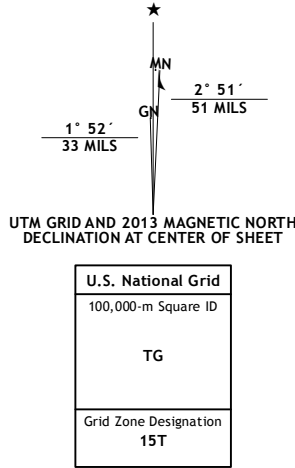 ★
MN
GN
2° 51´
51 MILS
1° 52´
33 MILS
UTM GRID AND 2013 MAGNETIC NORTH
DECLINATION AT CENTER OF SHEET
U.S. National Grid
100,000-m Square ID
TG
Grid Zone Designation
15T